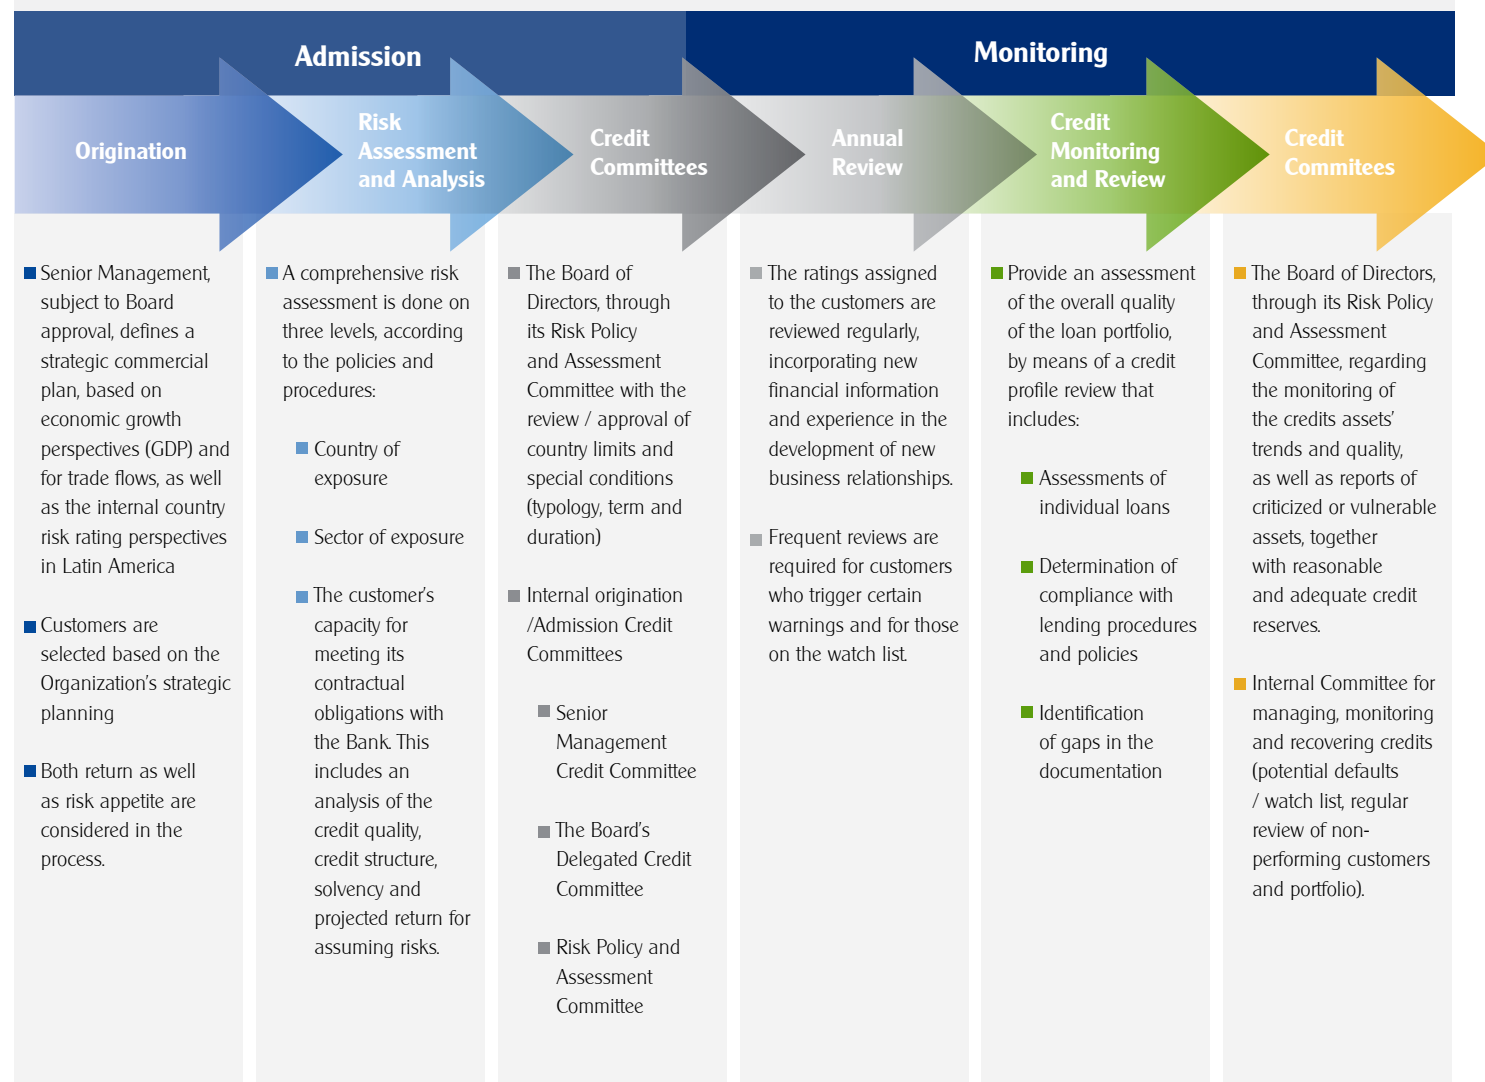 Admission
Monitoring
Origination
Risk
Assessment
and Analysis
Credit
Committees
Annual
Review
Credit
Monitoring
and Review
Credit
Commitees
Senior Management,
subject to Board
approval, defines a
strategic commercial
plan, based on
economic growth
perspectives (GDP) and
for trade flows, as well
as the internal country
risk rating perspectives
in Latin America
Customers are
selected based on the
Organization's strategic
planning
Both return as well
as risk appetite are
considered in the
process.
A comprehensive risk
assessment is done on
three levels, according
to the policies and
procedures:
Country of
exposure
Sector of exposure
The customer's
capacity for
meeting its
contractual
obligations with
the Bank. This
includes an
analysis of the
credit quality,
credit structure,
solvency and
projected return for
assuming risks.
The Board of
Directors, through
its Risk Policy
and Assessment
Committee with the
review / approval of
country limits and
special conditions
(typology, term and
duration)
Internal origination
/Admission Credit
Committees
Senior
Management
Credit Committee
The Board's
Delegated Credit
Committee
Risk Policy and
Assessment
Committee
The ratings assigned
to the customers are
reviewed regularly,
incorporating new
financial information
and experience in the
development of new
business relationships.
Frequent reviews are
required for customers
who trigger certain
warnings and for those
on the watch list.
Provide an assessment
of the overall quality
of the loan portfolio,
by means of a credit
profile review that
includes:
Assessments of
individual loans
Determination of
compliance with
lending procedures
and policies
Identification
of gaps in the
documentation
The Board of Directors,
through its Risk Policy
and Assessment
Committee, regarding
the monitoring of
the credits assets'
trends and quality,
as well as reports of
criticized or vulnerable
assets, together
with reasonable
and adequate credit
reserves.
Internal Committee for
managing, monitoring
and recovering credits
(potential defaults
/ watch list, regular
review of non-
performing customers
and portfolio).